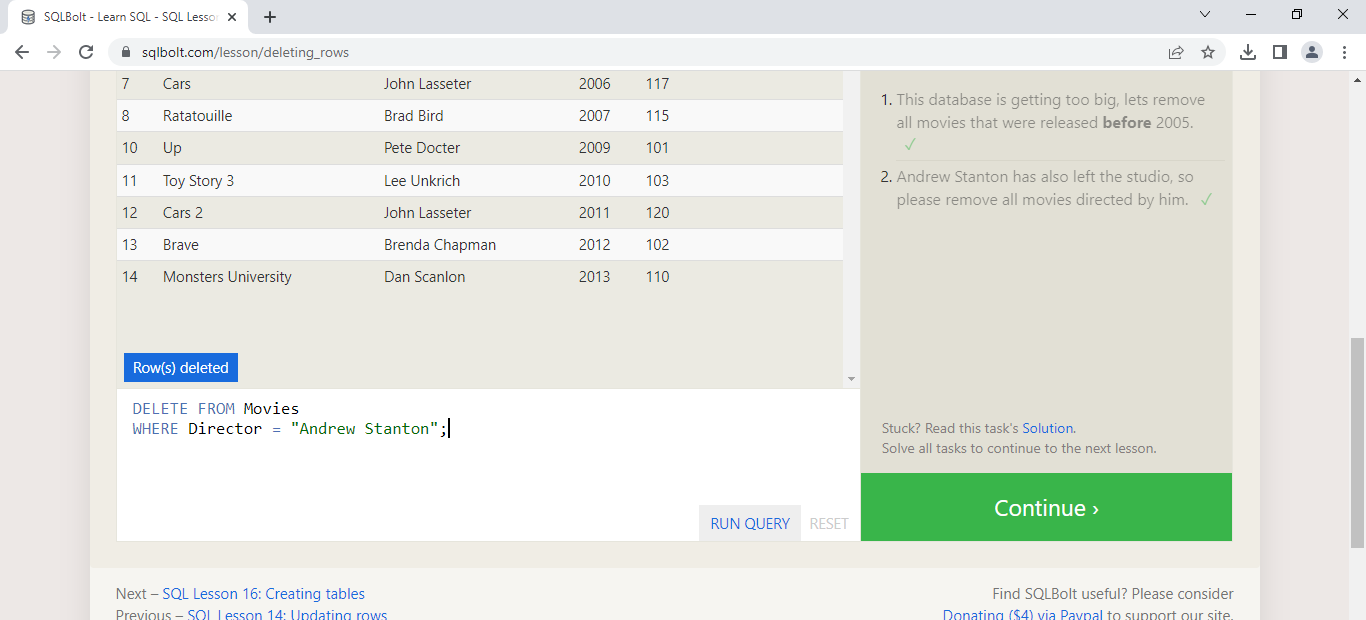 SQLBolt - Learn SQL - SQL Lesson
sqlbolt.com/lesson/deleting_rows
7 Cars John Lasseter 2006 117
8 Ratatouille Brad Bird 2007 115
10 Up Pete Docter 2009 101
11 Toy Story 3 Lee Unkrich 2010 103
12 Cars 2 John Lasseter 2011 120
13 Brave Brenda Chapman 2012 102
14 Monsters University Dan Scanlon 2013 110
Row(s) deleted
DELETE FROM Movies
WHERE Director = "Andrew Stanton";
RUN QUERY RESET
1. This database is getting too big, lets remove
all movies that were released before 2005.
✓
2. Andrew Stanton has also left the studio, so
please remove all movies directed by him. ✓
Stuck? Read this task's Solution.
Solve all tasks to continue to the next lesson.
Continue ›
Next – SQL Lesson 16: Creating tables
Previous – SQL Lesson 14: Updating rows
Find SQLBolt useful? Please consider
Donating ($4) via Paypal to support our site.